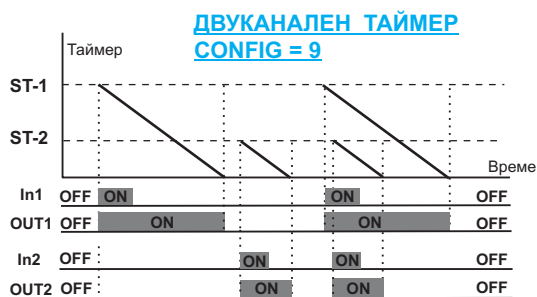 ДВУКАНАЛЕН ТАЙМЕР
CONFIG = 9
Таймер
ST-1
ST-2
Време
In1 OFF ON ON OFF
OUT1 OFF ON ON OFF
In2 OFF ON ON OFF
OUT2 OFF ON ON OFF